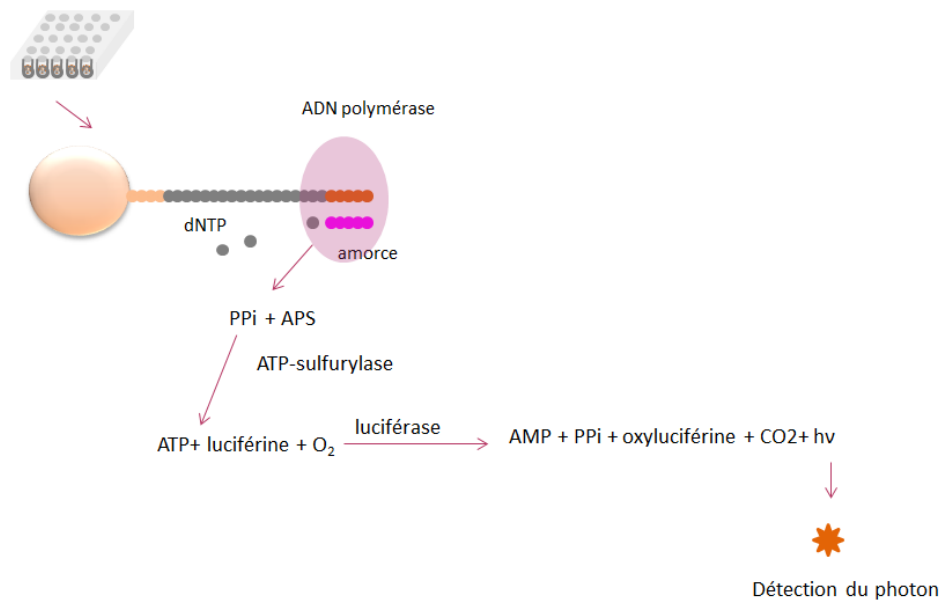 ADN polymérase
dNTP
amorce
PPi + APS
ATP-sulfurylase
ATP+ luciférine + O₂
luciférase
AMP + PPi + oxyluciférine + CO2+ hν
Détection du photon